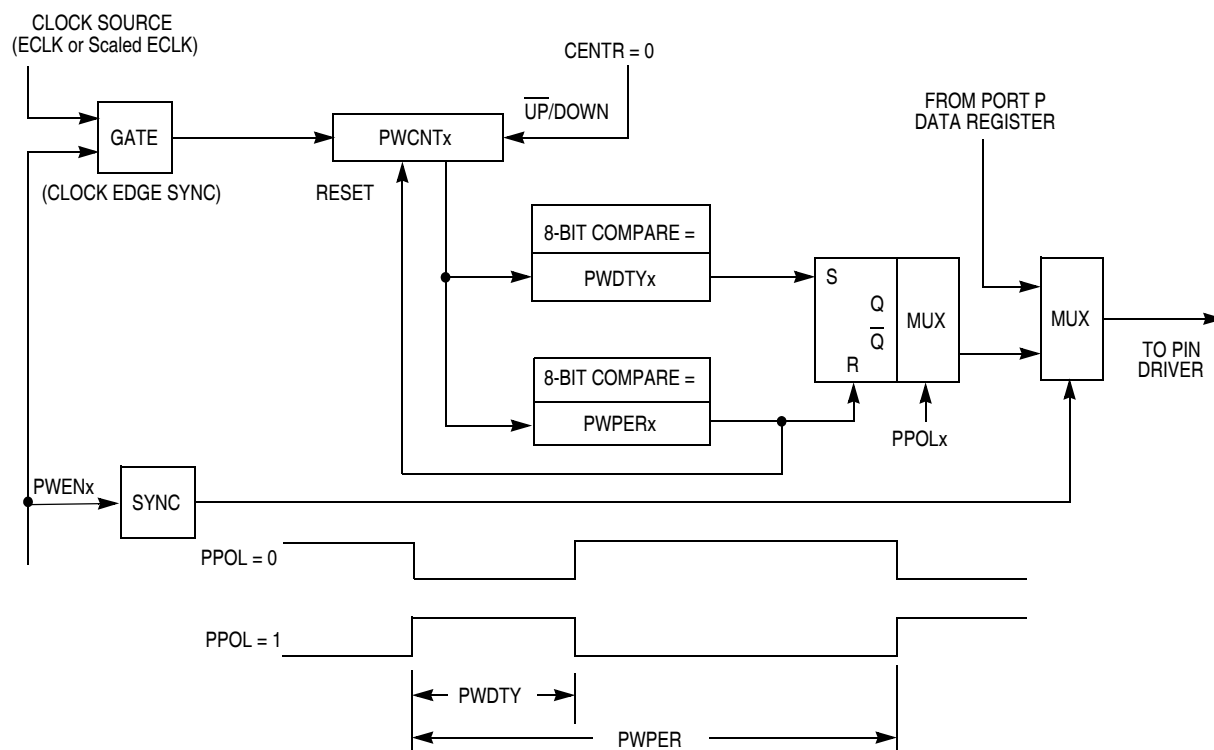 CLOCK SOURCE
(ECLK or Scaled ECLK)
CENTR = 0
UP/DOWN
FROM PORT P
DATA REGISTER
GATE
PWCNTx
(CLOCK EDGE SYNC)
RESET
8-BIT COMPARE =
PWDTYx
S
Q
Q
R
MUX
MUX
TO PIN
DRIVER
8-BIT COMPARE =
PWPERx
PPOLx
PWENx
SYNC
PPOL = 0
PPOL = 1
PWDTY
PWPER